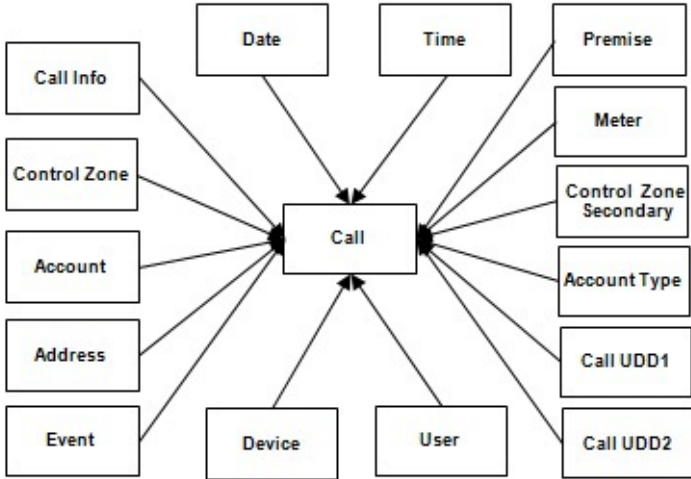 Date
Time
Premise
Call Info
Meter
Control Zone
Control Zone
Secondary
Call
Account
Account Type
Address
Call UDD1
Event
Device
User
Call UDD2